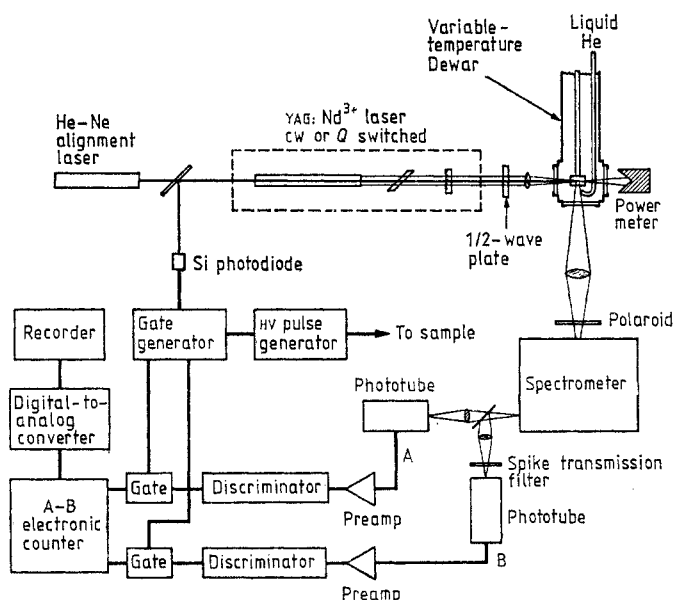 Variable-
temperature
Dewar
Liquid
He
He–Ne
alignment
laser
YAG: Nd³⁺ laser
cw or Q switched
Power
meter
1/2-wave
plate
Si photodiode
Recorder
Gate
generator
HV pulse
generator
To sample
Polaroid
Digital-to-
analog
converter
Phototube
Spectrometer
A
Spike transmission
filter
A–B
electronic
counter
Gate
Discriminator
Preamp
Phototube
Gate
Discriminator
Preamp
B